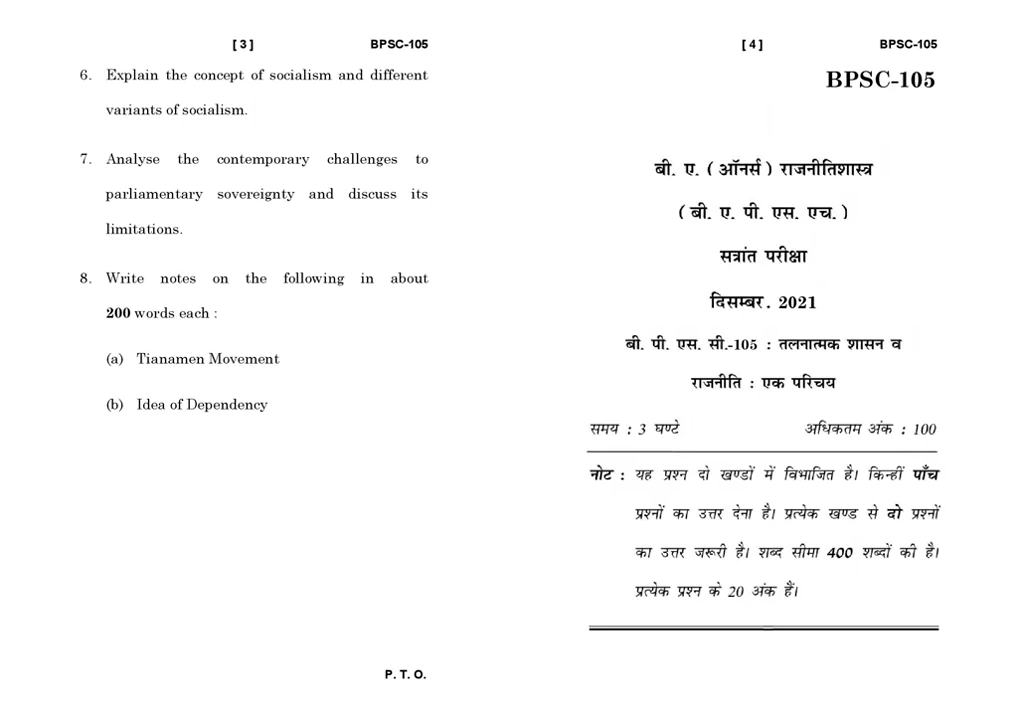 [ 3 ] BPSC-105
6. Explain the concept of socialism and different
variants of socialism.
7. Analyse the contemporary challenges to
parliamentary sovereignty and discuss its
limitations.
8. Write notes on the following in about
200 words each :
(a) Tianamen Movement
(b) Idea of Dependency
P. T. O.
[ 4 ] BPSC-105
BPSC-105
बी. ए. ( ऑनर्स ) राजनीतिशास्त्र
( बी. ए. पी. एस. एच. )
सत्रांत परीक्षा
दिसम्बर. 2021
बी. पी. एस. सी.-105 : तलनात्मक शासन व
राजनीति : एक परिचय
समय : 3 घण्टे अधिकतम अंक : 100
नोट : यह प्रश्न दो खण्डों में विभाजित है। किन्हीं पाँच
प्रश्नों का उत्तर देना है। प्रत्येक खण्ड से दो प्रश्नों
का उत्तर जरूरी है। शब्द सीमा 400 शब्दों की है।
प्रत्येक प्रश्न के 20 अंक हैं।